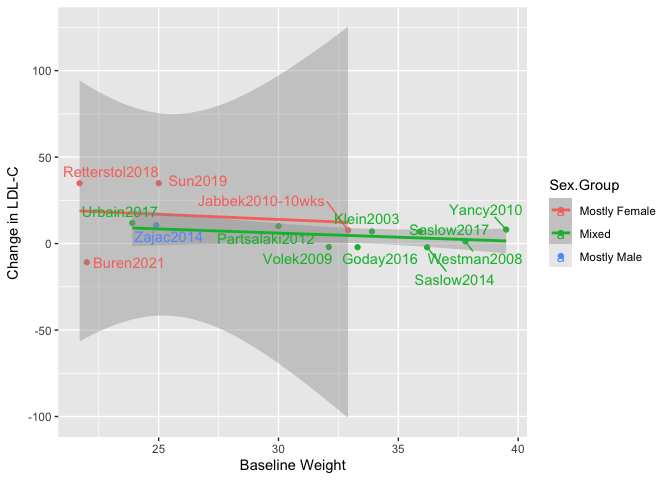 Change in LDL-C
100
50
0
-50
-100
Retterstol2018
Sun2019
Jabbek2010-10wks
Yancy2010
Urbain2017
Klein2003
Zajac2014
Partsalaki2012
Saslow2017
Buren2021
Volek2009
Goday2016
Westman2008
Saslow2014
25
30
35
40
Baseline Weight
Sex.Group
a Mostly Female
a Mixed
a Mostly Male